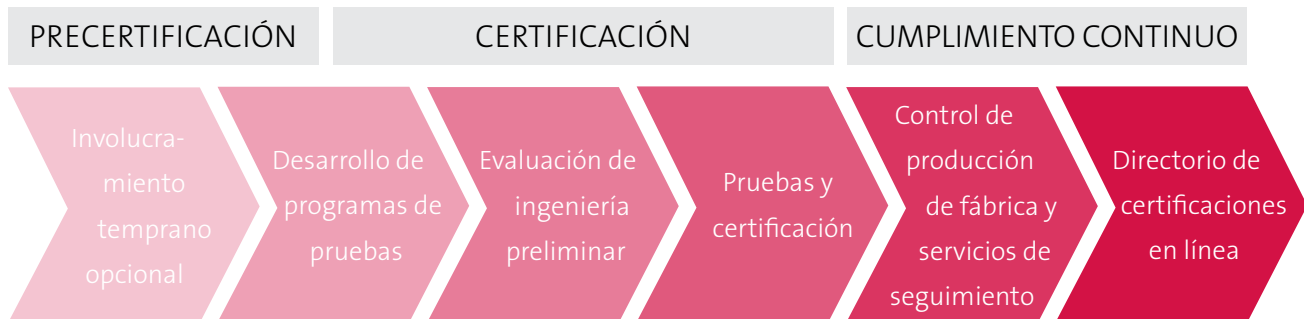 PRECERTIFICACIÓN
CERTIFICACIÓN
CUMPLIMIENTO CONTINUO
Involucra-
miento
temprano
opcional
Desarrollo de
programas de
pruebas
Evaluación de
ingeniería
preliminar
Pruebas y
certificación
Control de
producción
de fábrica y
servicios de
seguimiento
Directorio de
certificaciones
en línea